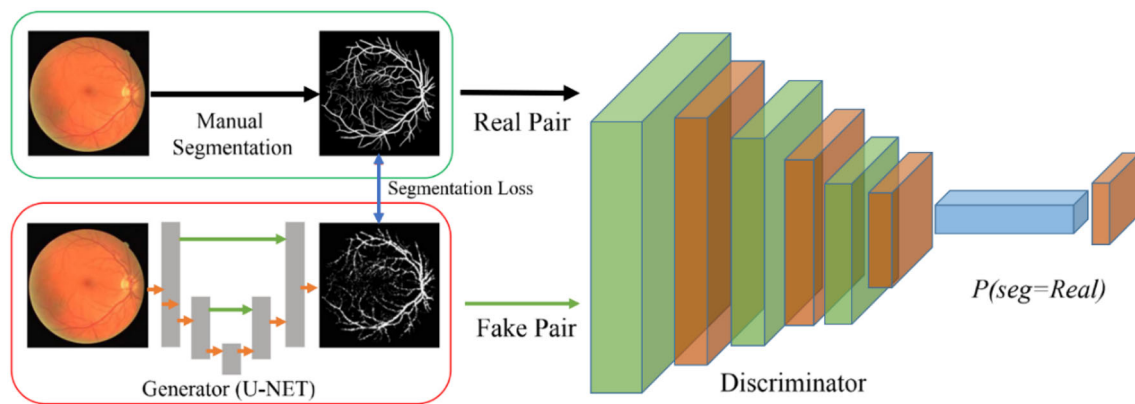 Manual
Segmentation
Real Pair
Segmentation Loss
Fake Pair
Generator (U-NET)
P(seg=Real)
Discriminator